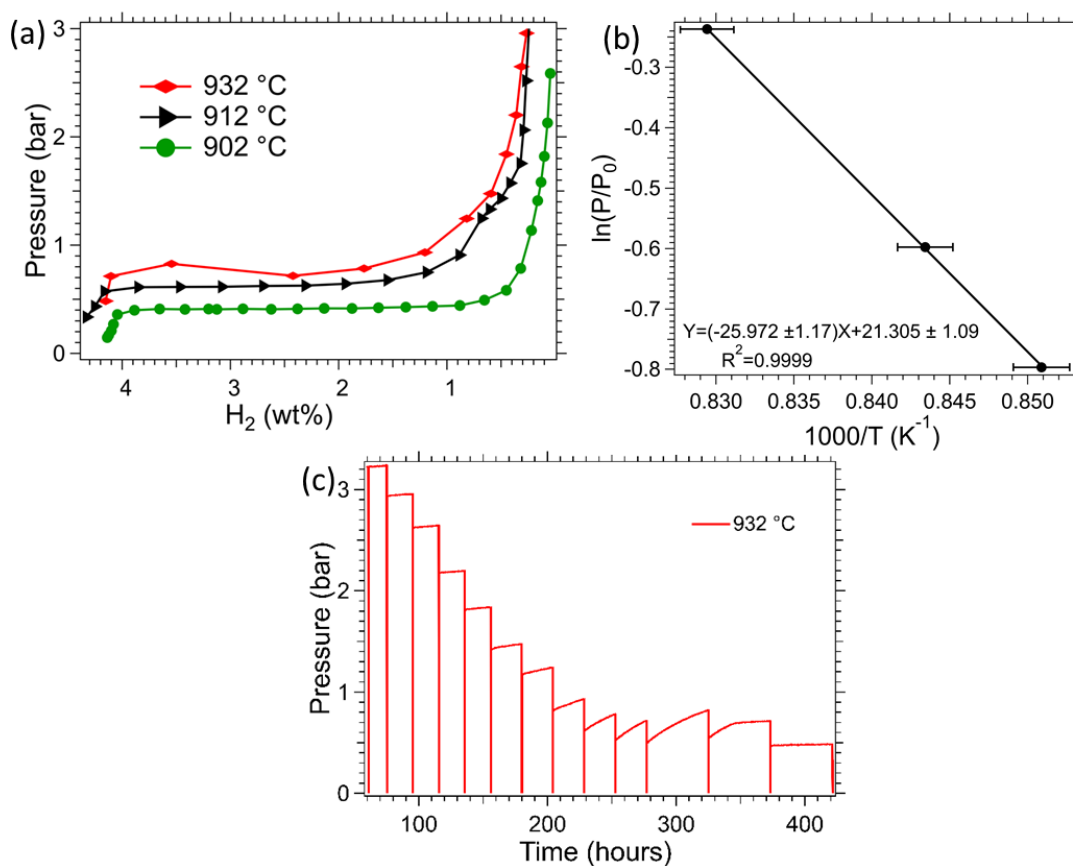 (a)
3
2
1
0
Pressure (bar)
932 °C
912 °C
902 °C
4 3 2 1
H2 (wt%)
(b)
-0.3
-0.4
-0.5
-0.6
-0.7
-0.8
ln(P/P0)
Y=(-25.972 ±1.17)X+21.305 ± 1.09
R2=0.9999
0.830 0.835 0.840 0.845 0.850
1000/T (K-1)
(c)
3
2
1
0
Pressure (bar)
932 °C
100 200 300 400
Time (hours)